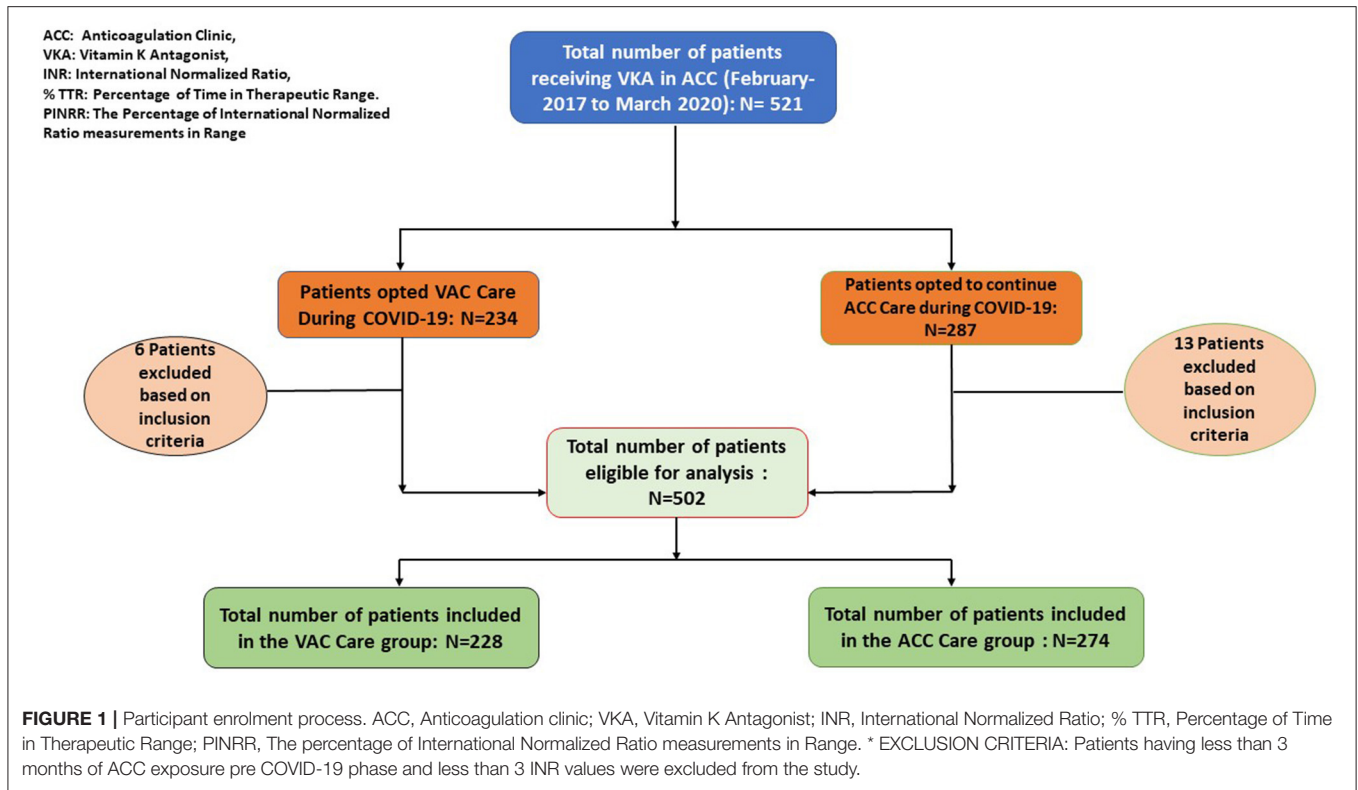 ACC: Anticoagulation Clinic,
VKA: Vitamin K Antagonist,
INR: International Normalized Ratio,
% TTR: Percentage of Time in Therapeutic Range.
PINRR: The Percentage of International Normalized
Ratio measurements in Range
Total number of patients
receiving VKA in ACC (February-
2017 to March 2020): N= 521
Patients opted VAC Care
During COVID-19: N=234
Patients opted to continue
ACC Care during COVID-19:
N=287
6 Patients
excluded
based on
inclusion
criteria
13 Patients
excluded
based on
inclusion
criteria
Total number of patients
eligible for analysis :
N=502
Total number of patients included
in the VAC Care group: N=228
Total number of patients included
in the ACC Care group : N=274
FIGURE 1 | Participant enrolment process. ACC, Anticoagulation clinic; VKA, Vitamin K Antagonist; INR, International Normalized Ratio; % TTR, Percentage of Time
in Therapeutic Range; PINRR, The percentage of International Normalized Ratio measurements in Range. * EXCLUSION CRITERIA: Patients having less than 3
months of ACC exposure pre COVID-19 phase and less than 3 INR values were excluded from the study.